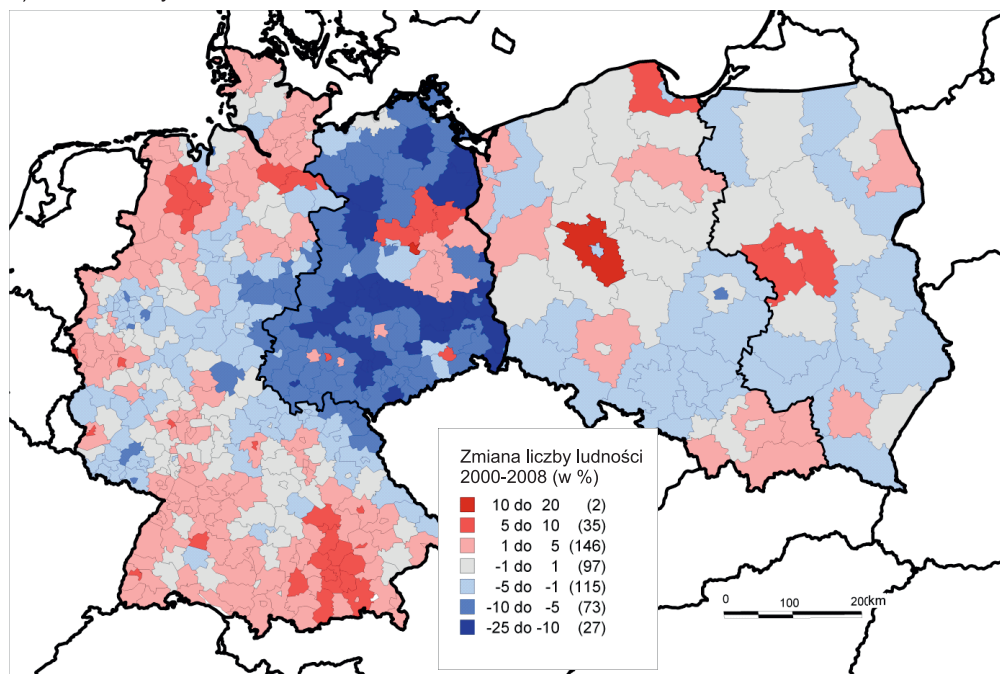 Zmiana liczby ludności
2000-2008 (w %)
10 do 20 (2)
5 do 10 (35)
1 do 5 (146)
-1 do 1 (97)
-5 do -1 (115)
-10 do -5 (73)
-25 do -10 (27)
0 100 200km